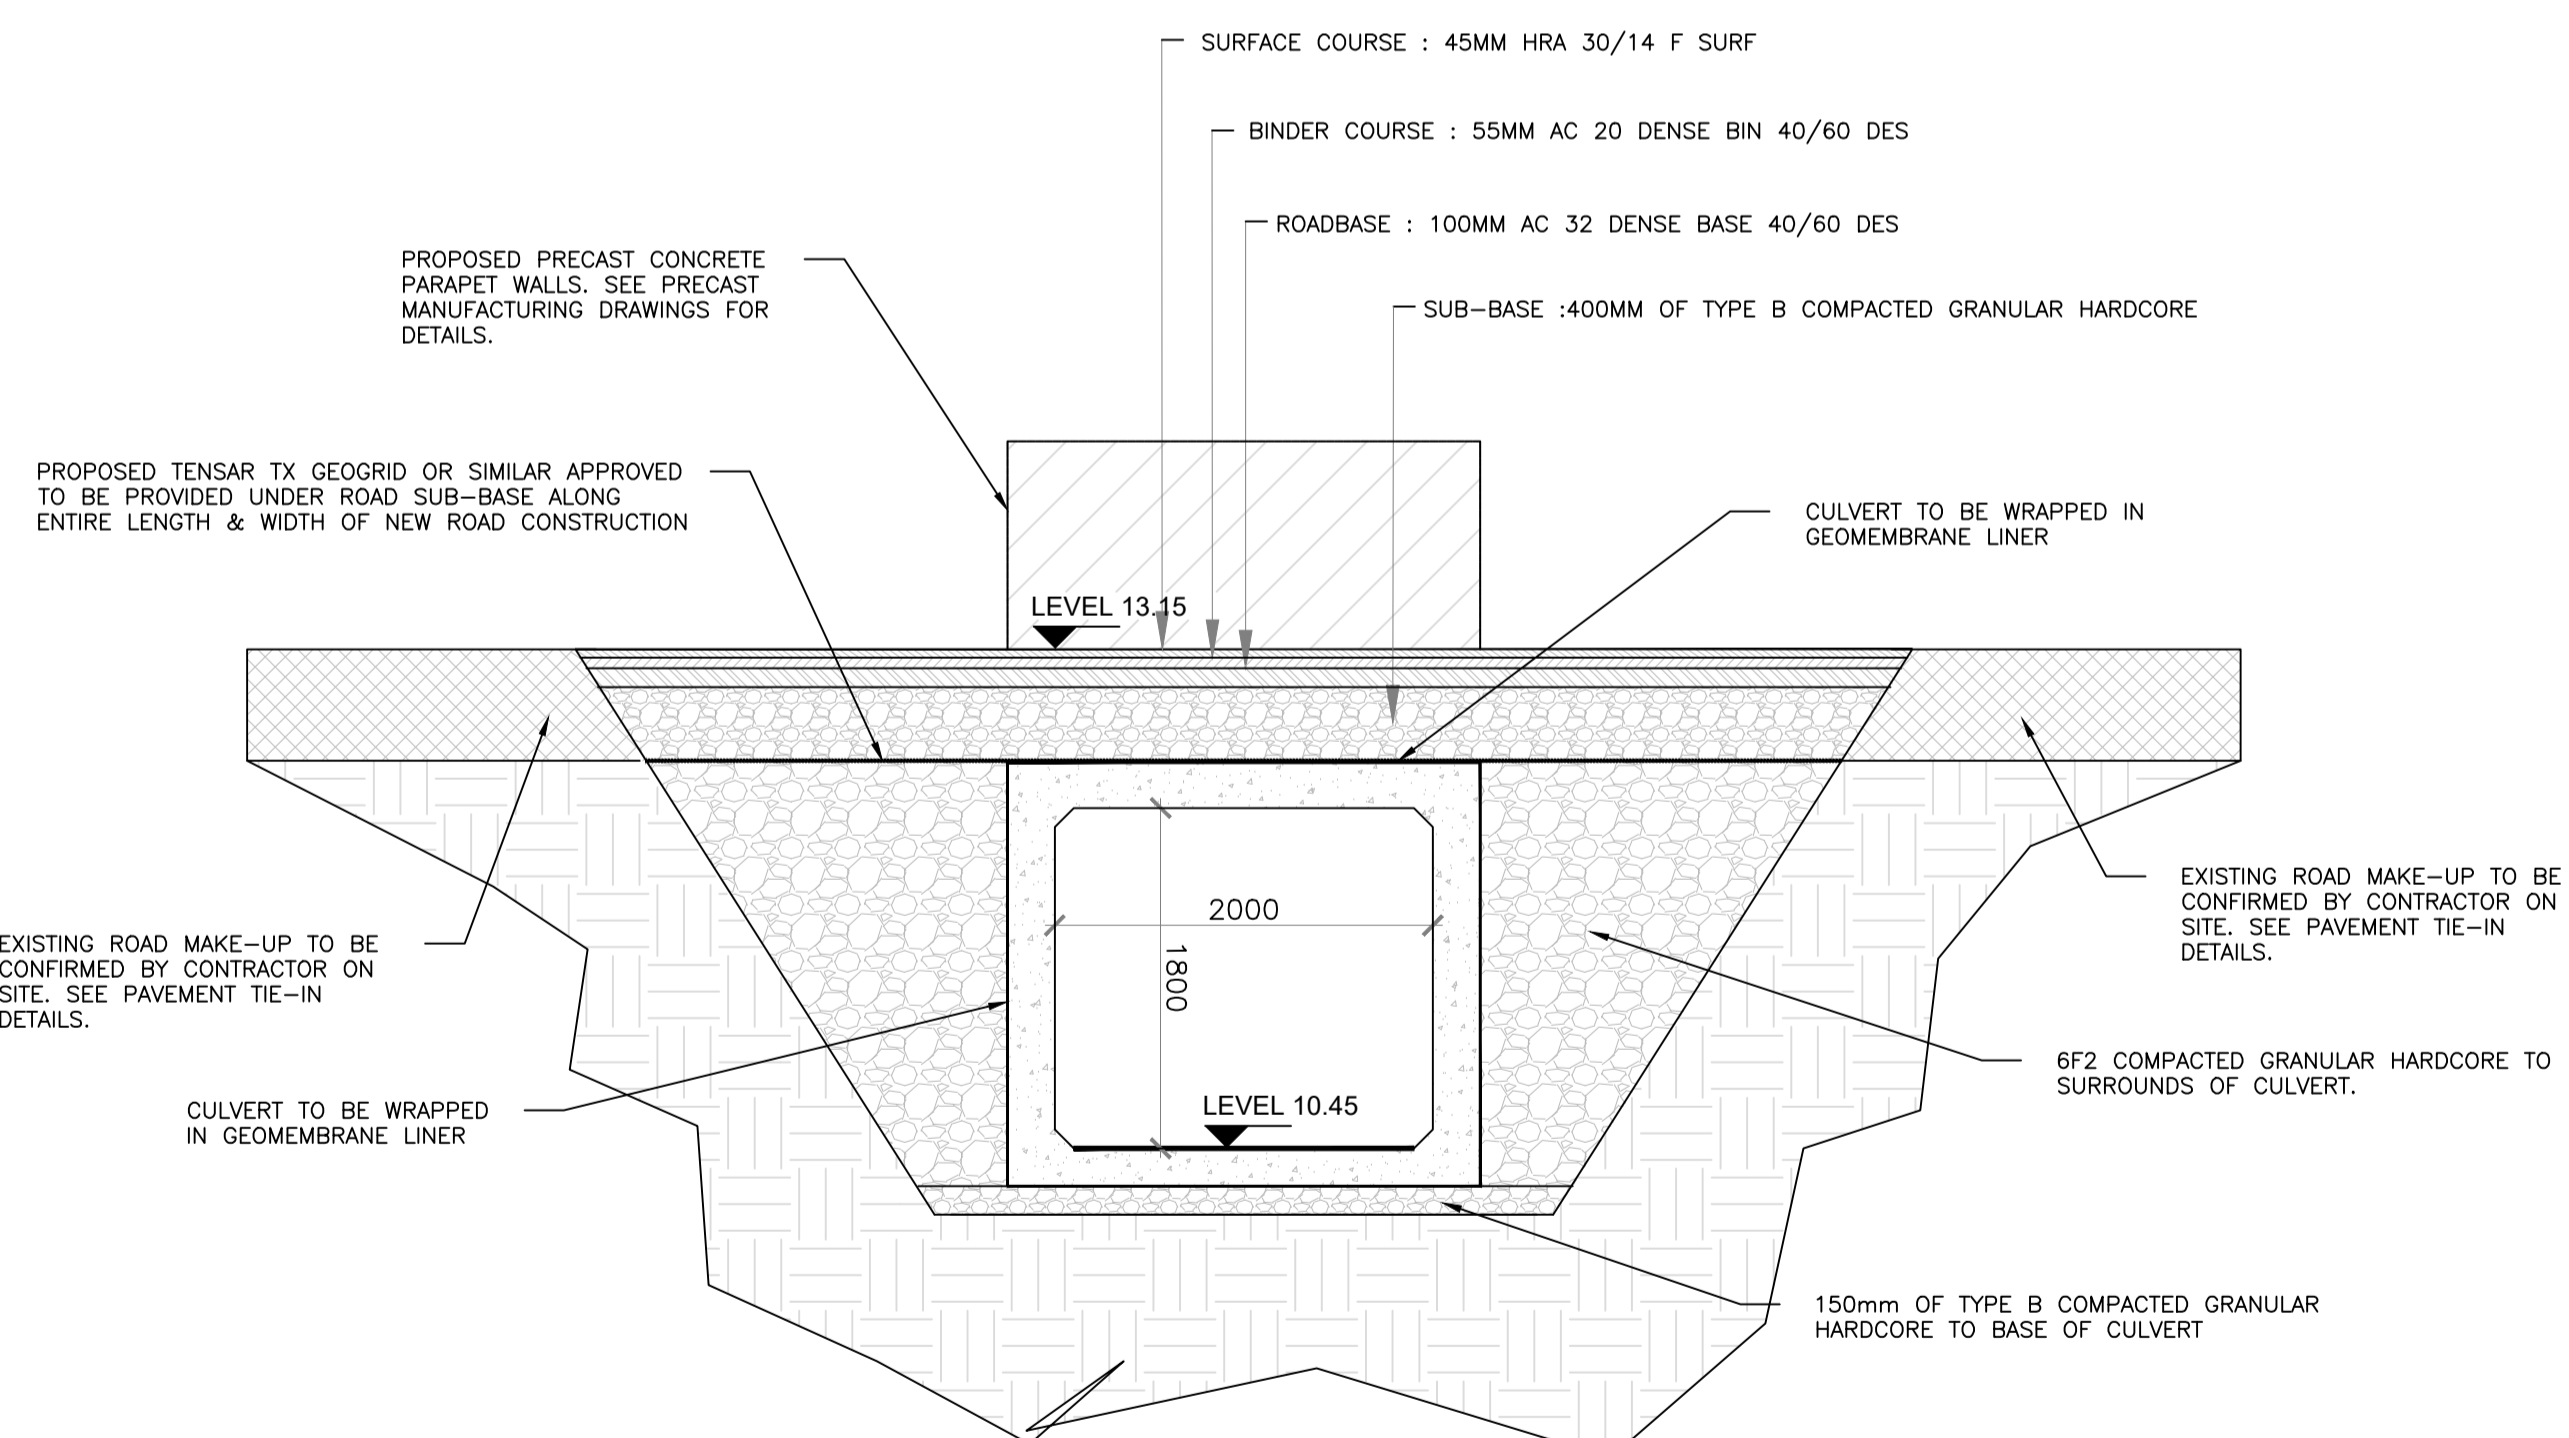 SURFACE COURSE : 45MM HRA 30/14 F SURF
BINDER COURSE : 55MM AC 20 DENSE BIN 40/60 DES
ROADBASE : 100MM AC 32 DENSE BASE 40/60 DES
SUB-BASE :400MM OF TYPE B COMPACTED GRANULAR HARDCORE
PROPOSED PRECAST CONCRETE
PARAPET WALLS. SEE PRECAST
MANUFACTURING DRAWINGS FOR
DETAILS.
PROPOSED TENSAR TX GEOGRID OR SIMILAR APPROVED
TO BE PROVIDED UNDER ROAD SUB-BASE ALONG
ENTIRE LENGTH & WIDTH OF NEW ROAD CONSTRUCTION
CULVERT TO BE WRAPPED IN
GEOMEMBRANE LINER
LEVEL 13.15
EXISTING ROAD MAKE-UP TO BE
CONFIRMED BY CONTRACTOR ON
SITE. SEE PAVEMENT TIE-IN
DETAILS.
2000
1800
EXISTING ROAD MAKE-UP TO BE
CONFIRMED BY CONTRACTOR ON
SITE. SEE PAVEMENT TIE-IN
DETAILS.
6F2 COMPACTED GRANULAR HARDCORE TO
SURROUNDS OF CULVERT.
CULVERT TO BE WRAPPED
IN GEOMEMBRANE LINER
LEVEL 10.45
150mm OF TYPE B COMPACTED GRANULAR
HARDCORE TO BASE OF CULVERT